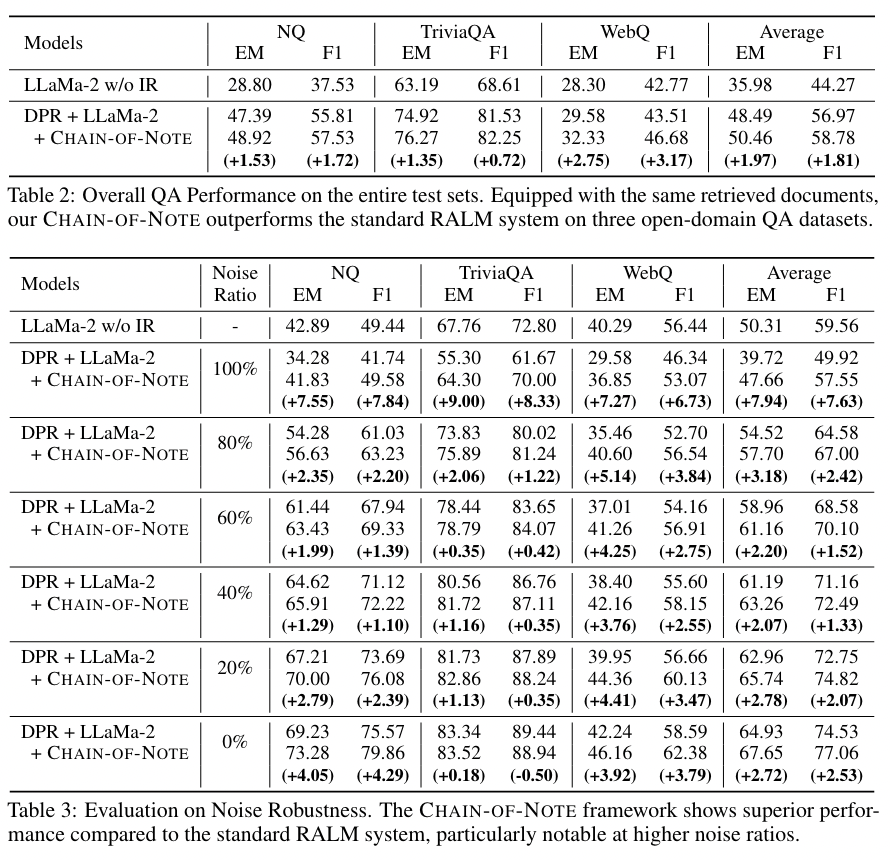 Models NQ TriviaQA WebQ Average
EM F1 EM F1 EM F1 EM F1
LLaMa-2 w/o IR 28.80 37.53 63.19 68.61 28.30 42.77 35.98 44.27
DPR + LLaMa-2 47.39 55.81 74.92 81.53 29.58 43.51 48.49 56.97
+ CHAIN-OF-NOTE 48.92 57.53 76.27 82.25 32.33 46.68 50.46 58.78
(+1.53) (+1.72) (+1.35) (+0.72) (+2.75) (+3.17) (+1.97) (+1.81)
Table 2: Overall QA Performance on the entire test sets. Equipped with the same retrieved documents,
our CHAIN-OF-NOTE outperforms the standard RALM system on three open-domain QA datasets.
Models Noise Ratio NQ TriviaQA WebQ Average
EM F1 EM F1 EM F1 EM F1
LLaMa-2 w/o IR - 42.89 49.44 67.76 72.80 40.29 56.44 50.31 59.56
DPR + LLaMa-2 100% 34.28 41.74 55.30 61.67 29.58 46.34 39.72 49.92
+ CHAIN-OF-NOTE 41.83 49.58 64.30 70.00 36.85 53.07 47.66 57.55
(+7.55) (+7.84) (+9.00) (+8.33) (+7.27) (+6.73) (+7.94) (+7.63)
DPR + LLaMa-2 80% 54.28 61.03 73.83 80.02 35.46 52.70 54.52 64.58
+ CHAIN-OF-NOTE 56.63 63.23 75.89 81.24 40.60 56.54 57.70 67.00
(+2.35) (+2.20) (+2.06) (+1.22) (+5.14) (+3.84) (+3.18) (+2.42)
DPR + LLaMa-2 60% 61.44 67.94 78.44 83.65 37.01 54.16 58.96 68.58
+ CHAIN-OF-NOTE 63.43 69.33 78.79 84.07 41.26 56.91 61.16 70.10
(+1.99) (+1.39) (+0.35) (+0.42) (+4.25) (+2.75) (+2.20) (+1.52)
DPR + LLaMa-2 40% 64.62 71.12 80.56 86.76 38.40 55.60 61.19 71.16
+ CHAIN-OF-NOTE 65.91 72.22 81.72 87.11 42.16 58.15 63.26 72.49
(+1.29) (+1.10) (+1.16) (+0.35) (+3.76) (+2.55) (+2.07) (+1.33)
DPR + LLaMa-2 20% 67.21 73.69 81.73 87.89 39.95 56.66 62.96 72.75
+ CHAIN-OF-NOTE 70.00 76.08 82.86 88.24 44.36 60.13 65.74 74.82
(+2.79) (+2.39) (+1.13) (+0.35) (+4.41) (+3.47) (+2.78) (+2.07)
DPR + LLaMa-2 0% 69.23 75.57 83.34 89.44 42.24 58.59 64.93 74.53
+ CHAIN-OF-NOTE 73.28 79.86 83.52 88.94 46.16 62.38 67.65 77.06
(+4.05) (+4.29) (+0.18) (-0.50) (+3.92) (+3.79) (+2.72) (+2.53)
Table 3: Evaluation on Noise Robustness. The CHAIN-OF-NOTE framework shows superior perfor-
mance compared to the standard RALM system, particularly notable at higher noise ratios.